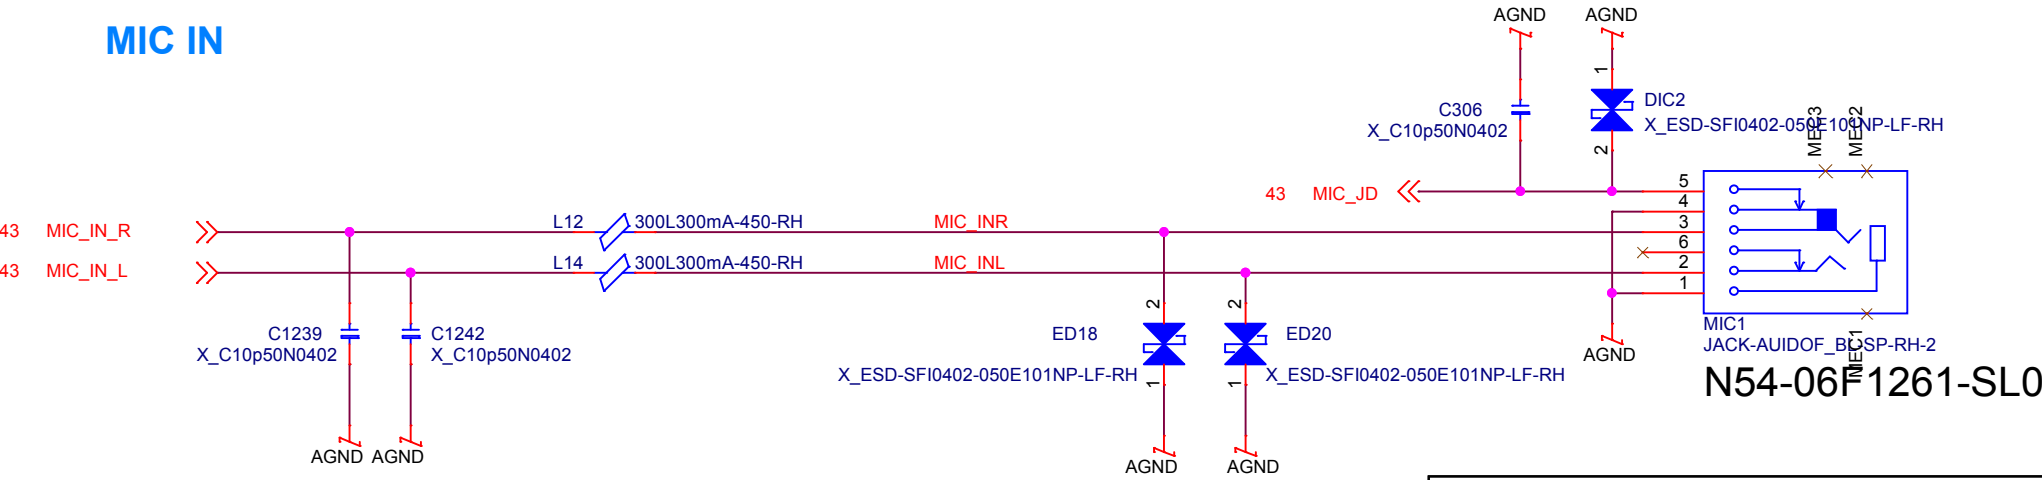 MIC IN
AGND
AGND
1
C306
X_C10p50N0402
DIC2
X_ESD-SFI0402-050E101NP-LF-RH
2
MEC3
MEC2
43 MIC_JD
5
4
3
6
2
1
43 MIC_IN_R
L12
300L300mA-450-RH
MIC_INR
43 MIC_IN_L
L14
300L300mA-450-RH
MIC_INL
C1239
X_C10p50N0402
C1242
X_C10p50N0402
2
2
ED18
ED20
X_ESD-SFI0402-050E101NP-LF-RH
X_ESD-SFI0402-050E101NP-LF-RH
1
1
AGND
MIC1
JACK-AUIDOF_BL-SP-RH-2
MEC1
N54-06F1261-SL0
AGND
AGND
AGND
AGND